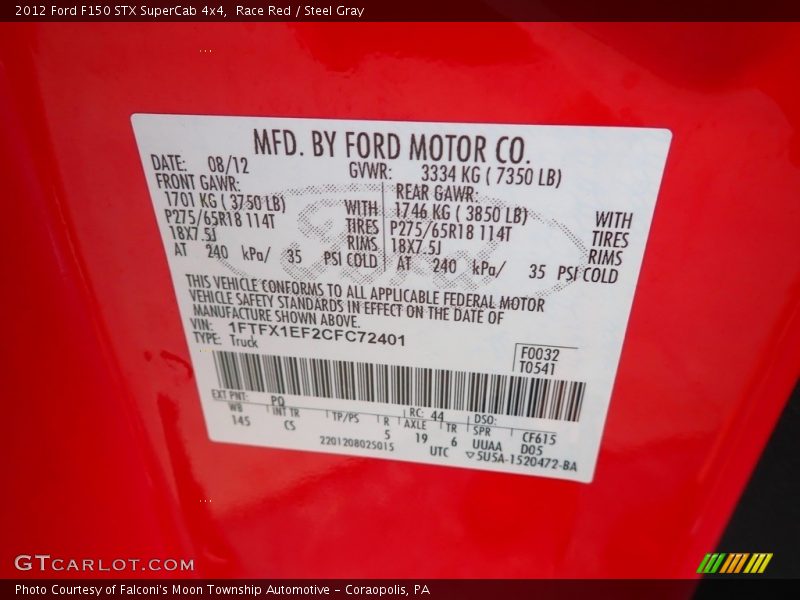 2012 Ford F150 STX SuperCab 4x4,  Race Red / Steel Gray
MFD. BY FORD MOTOR CO.
DATE: 08/12 GVWR: 3334 KG ( 7350 LB)
FRONT GAWR: REAR GAWR:
1701 KG ( 3750 LB) WITH 1746 KG ( 3850 LB) WITH
P275/65R18 114T TIRES P275/65R18 114T TIRES
18X7.5J RIMS 18X7.5J RIMS
AT 240 kPa/ 35 PSI COLD AT 240 kPa/ 35 PSI COLD
Ford
THIS VEHICLE CONFORMS TO ALL APPLICABLE FEDERAL MOTOR
VEHICLE SAFETY STANDARDS IN EFFECT ON THE DATE OF
MANUFACTURE SHOWN ABOVE.
VIN: 1FTFX1EF2CFC72401
TYPE: Truck
F0032
T0541
EXT PNT: PQ RC: 44 DSO:
WB INT TR TP/PS R AXLE TR SPR CF615
145 CS 5 19 6 UUAA D05
2201208025015 UTC ▽5U5A-1520472-BA
GTCARLOT.COM
Photo Courtesy of Falconi's Moon Township Automotive - Coraopolis, PA